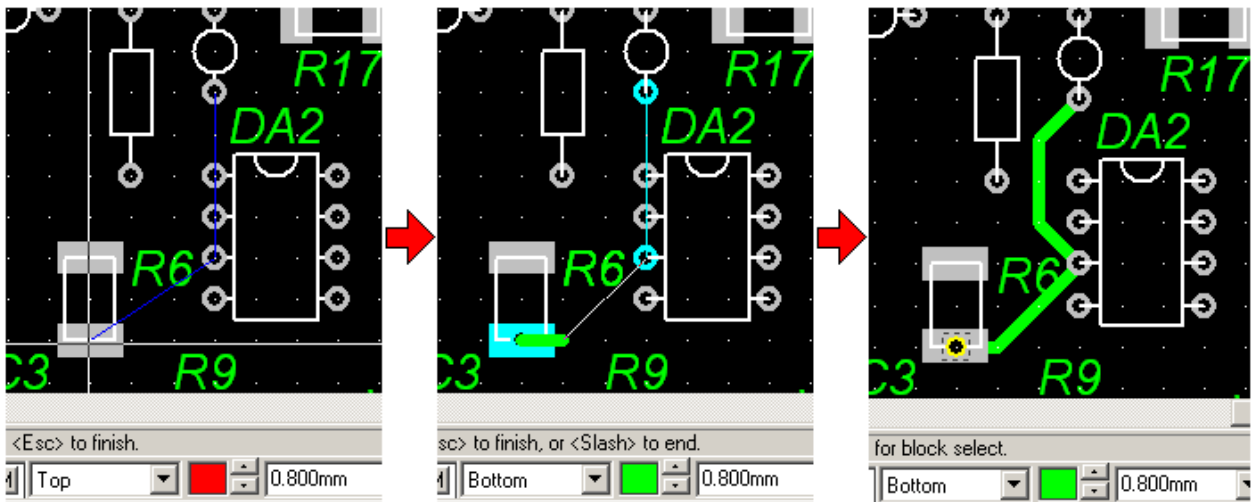 R17
DA2
R6
C3
R9
<Esc> to finish.
Top
0.800mm
R17
DA2
R6
C3
R9
sc> to finish, or <Slash> to end.
Bottom
0.800mm
R17
DA2
R6
C3
R9
for block select.
Bottom
0.800mm